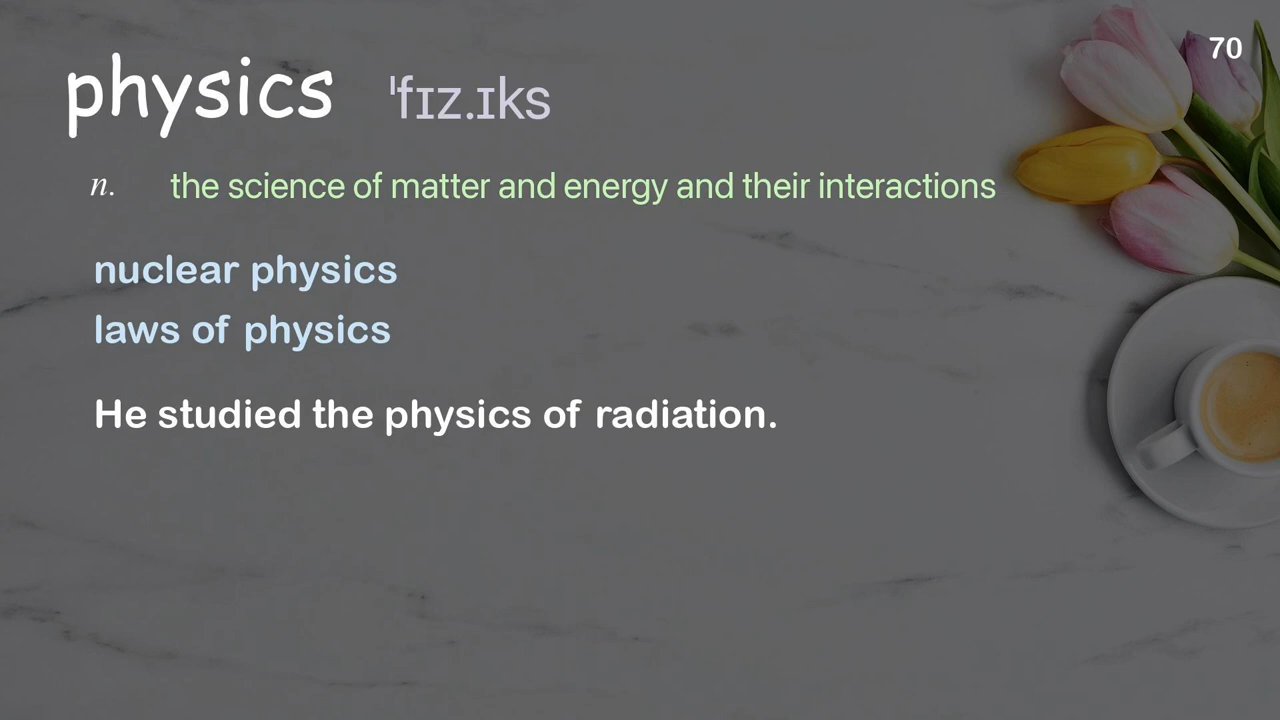 70
physics ˈfɪz.ɪks
n. the science of matter and energy and their interactions
nuclear physics
laws of physics
He studied the physics of radiation.